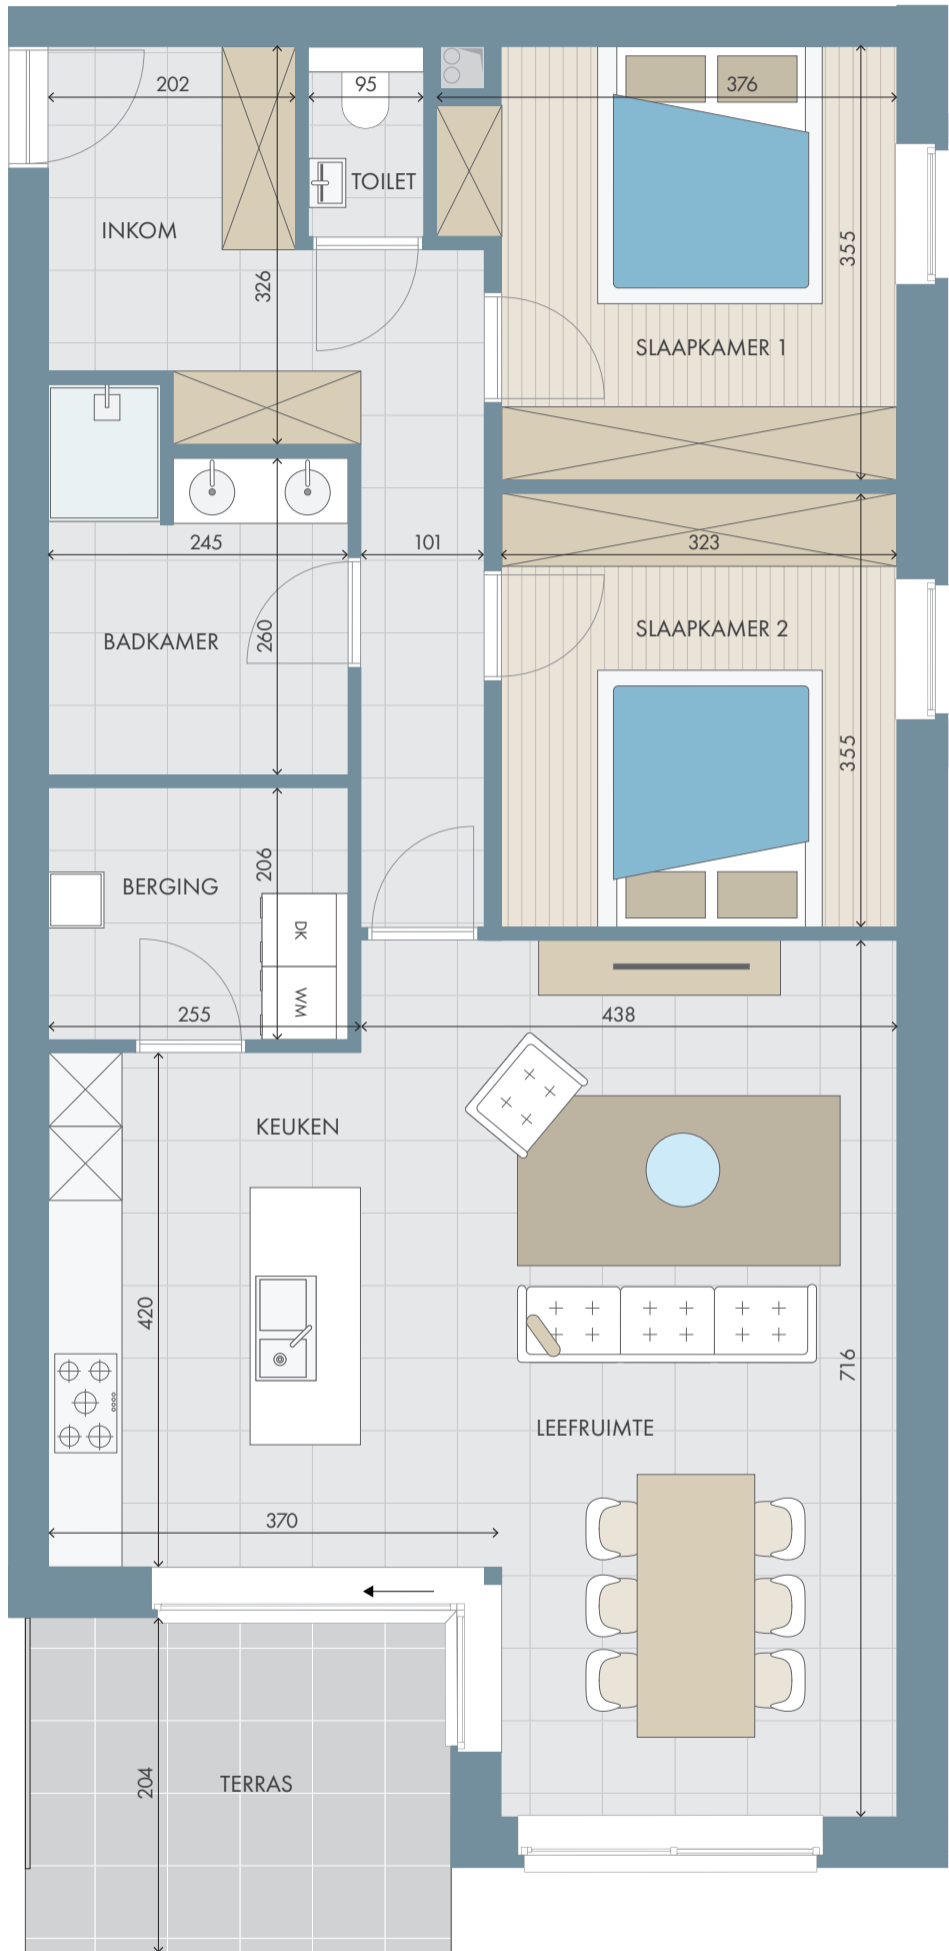 202
95
376
TOILET
INKOM
355
326
SLAAPKAMER 1
245
101
323
BADKAMER
260
SLAAPKAMER 2
355
206
BERGING
DK
WM
255
438
KEUKEN
420
716
LEEFRUIMTE
370
204
TERRAS